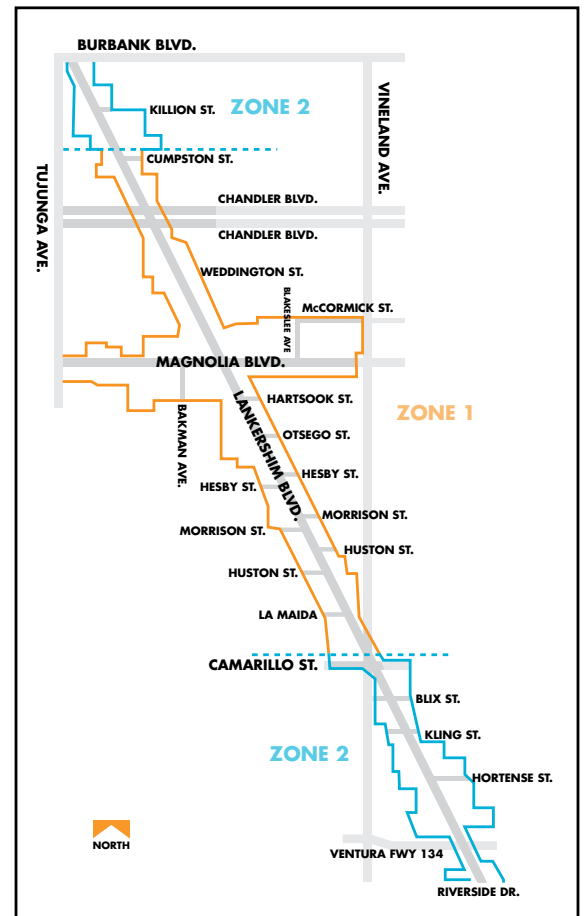 BURBANK BLVD.
KILLION ST.
ZONE 2
VINELAND AVE.
CUMPSTON ST.
TUJUNGA AVE.
CHANDLER BLVD.
CHANDLER BLVD.
WEDDINGTON ST.
BLAKESLEE AVE
McCORMICK ST.
MAGNOLIA BLVD.
BAKMAN AVE.
LANKERSHIM BLVD.
HARTSOOK ST.
ZONE 1
OTSEGO ST.
HESBY ST.
HESBY ST.
MORRISON ST.
MORRISON ST.
HUSTON ST.
HUSTON ST.
LA MAIDA
CAMARILLO ST.
BLIX ST.
KLING ST.
ZONE 2
HORTENSE ST.
NORTH
VENTURA FWY 134
RIVERSIDE DR.